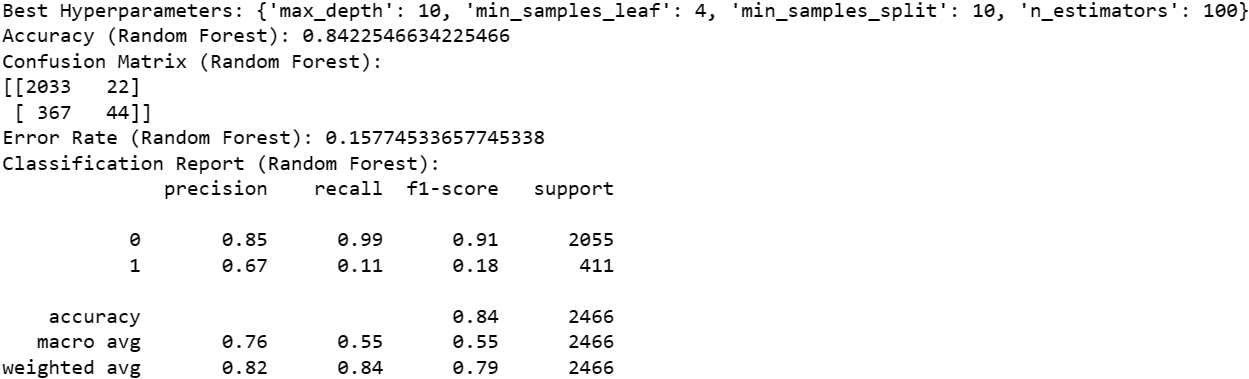 Best Hyperparameters: {'max_depth': 10, 'min_samples_leaf': 4, 'min_samples_split': 10, 'n_estimators': 100}
Accuracy (Random Forest): 0.8422546634225466
Confusion Matrix (Random Forest):
[[2033   22]
 [ 367   44]]
Error Rate (Random Forest): 0.15774533657745338
Classification Report (Random Forest):
              precision    recall  f1-score   support
           0       0.85      0.99      0.91      2055
           1       0.67      0.11      0.18       411
    accuracy                           0.84      2466
   macro avg       0.76      0.55      0.55      2466
weighted avg       0.82      0.84      0.79      2466